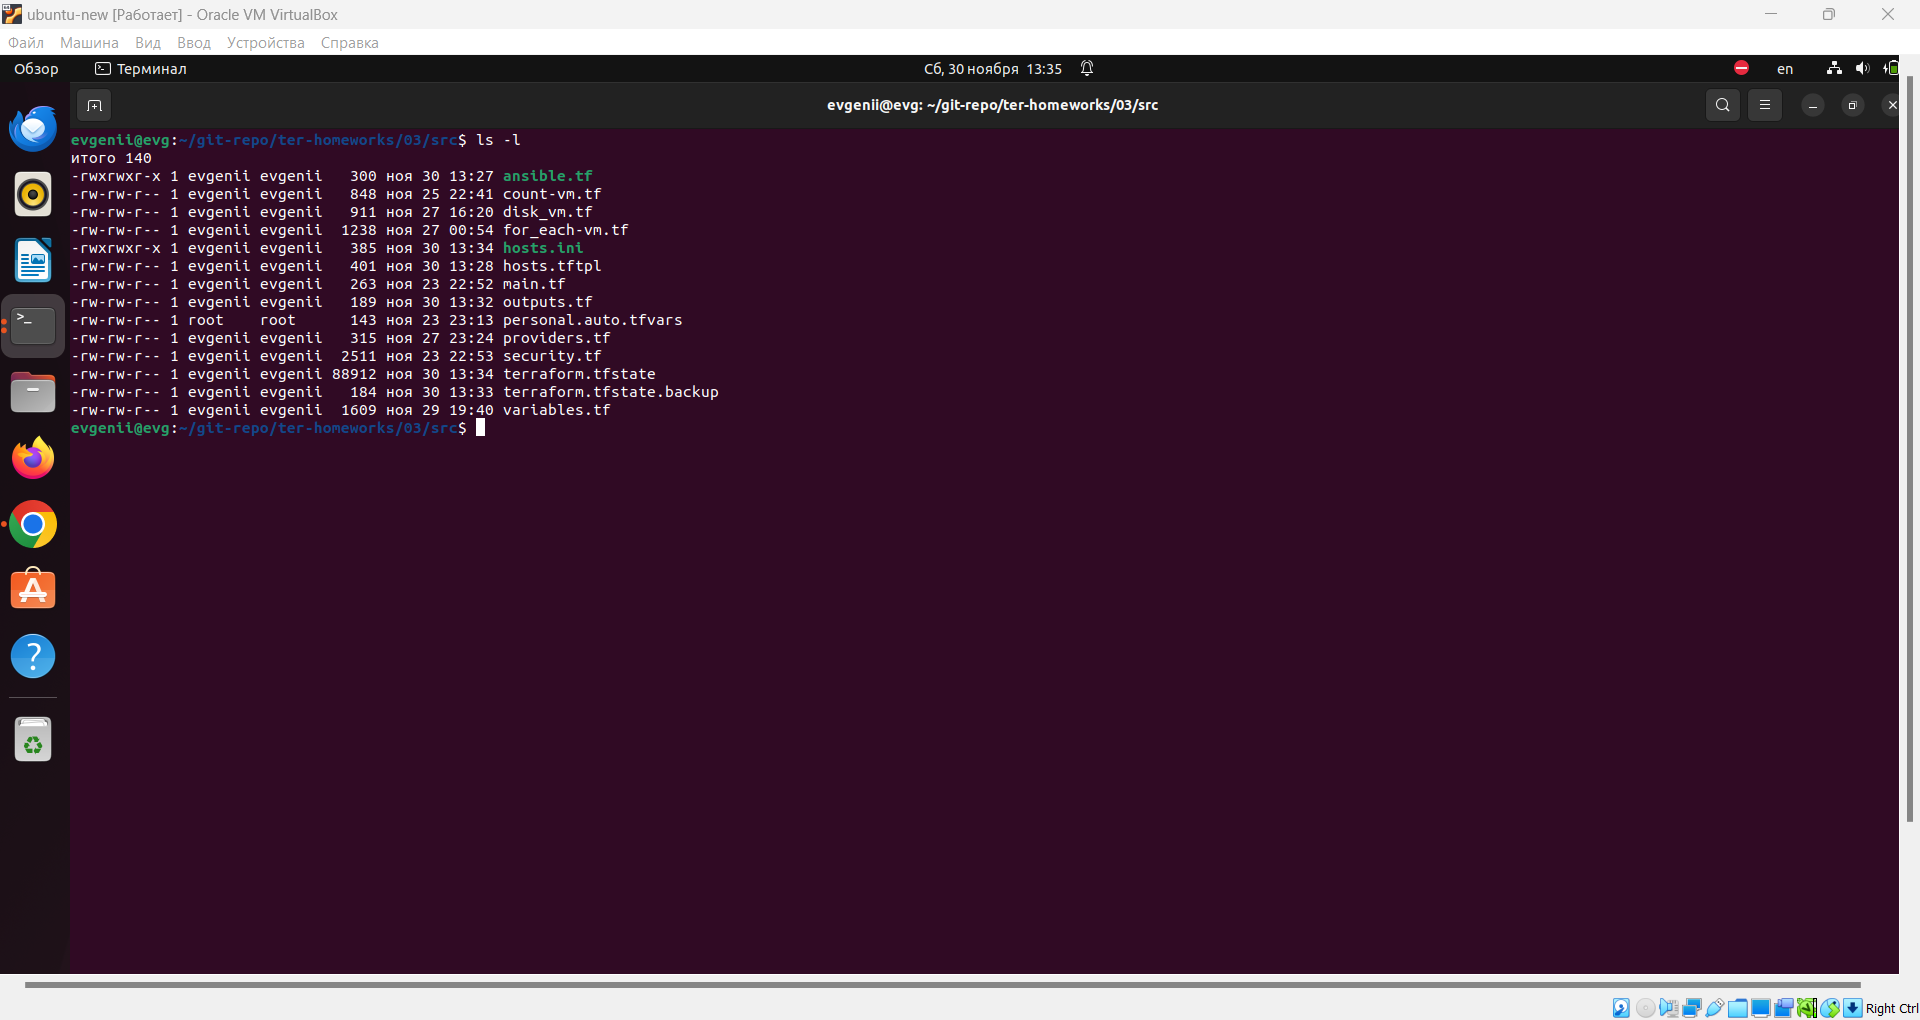 ubuntu-new [Работает] - Oracle VM VirtualBox
Файл Машина Вид Ввод Устройства Справка
Обзор Терминал Сб, 30 ноября 13:35 en
evgenii@evg: ~/git-repo/ter-homeworks/03/src
evgenii@evg:~/git-repo/ter-homeworks/03/src$ ls -l
итого 140
-rwxrwxr-x 1 evgenii evgenii   300 ноя 30 13:27 ansible.tf
-rw-rw-r-- 1 evgenii evgenii   848 ноя 25 22:41 count-vm.tf
-rw-rw-r-- 1 evgenii evgenii   911 ноя 27 16:20 disk_vm.tf
-rw-rw-r-- 1 evgenii evgenii  1238 ноя 27 00:54 for_each-vm.tf
-rwxrwxr-x 1 evgenii evgenii   385 ноя 30 13:34 hosts.ini
-rw-rw-r-- 1 evgenii evgenii   401 ноя 30 13:28 hosts.tftpl
-rw-rw-r-- 1 evgenii evgenii   263 ноя 23 22:52 main.tf
-rw-rw-r-- 1 evgenii evgenii   189 ноя 30 13:32 outputs.tf
-rw-rw-r-- 1 root    root      143 ноя 23 23:13 personal.auto.tfvars
-rw-rw-r-- 1 evgenii evgenii   315 ноя 27 23:24 providers.tf
-rw-rw-r-- 1 evgenii evgenii  2511 ноя 23 22:53 security.tf
-rw-rw-r-- 1 evgenii evgenii 88912 ноя 30 13:34 terraform.tfstate
-rw-rw-r-- 1 evgenii evgenii   184 ноя 30 13:33 terraform.tfstate.backup
-rw-rw-r-- 1 evgenii evgenii  1609 ноя 29 19:40 variables.tf
evgenii@evg:~/git-repo/ter-homeworks/03/src$
Right Ctrl